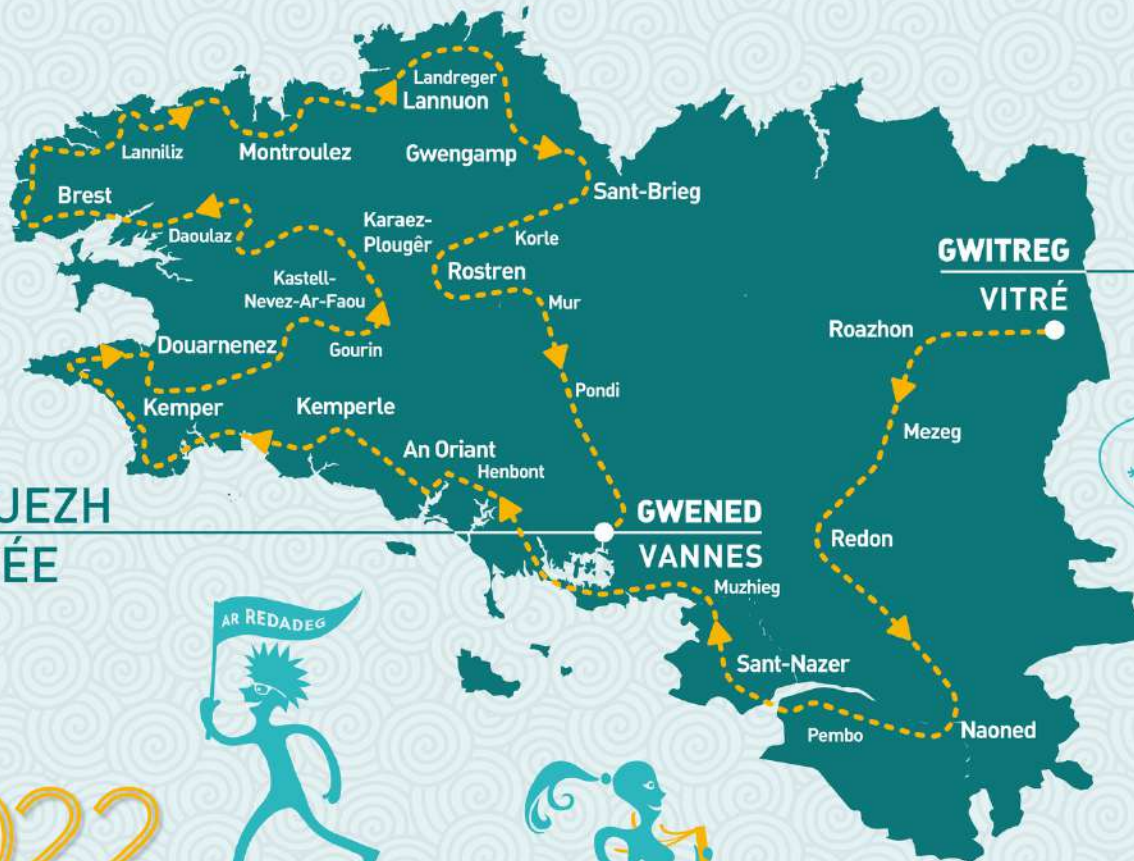 Landreger
Lannuon
Lanniliz
Montroulez
Gwengamp
Brest
Sant-Brieg
Daoulaz
Karaez-
Plougêr
Korle
GWITREG
VITRÉ
Rostren
Kastell-
Nevez-Ar-Faou
Mur
Roazhon
Douarnenez
Gourin
Pondi
Kemper
Kemperle
Mezeg
An Oriant
Henbont
UEZH
ÉE
GWENED
VANNES
Redon
Muzhieg
AR REDADEG
Sant-Nazer
Pembo
Naoned
022